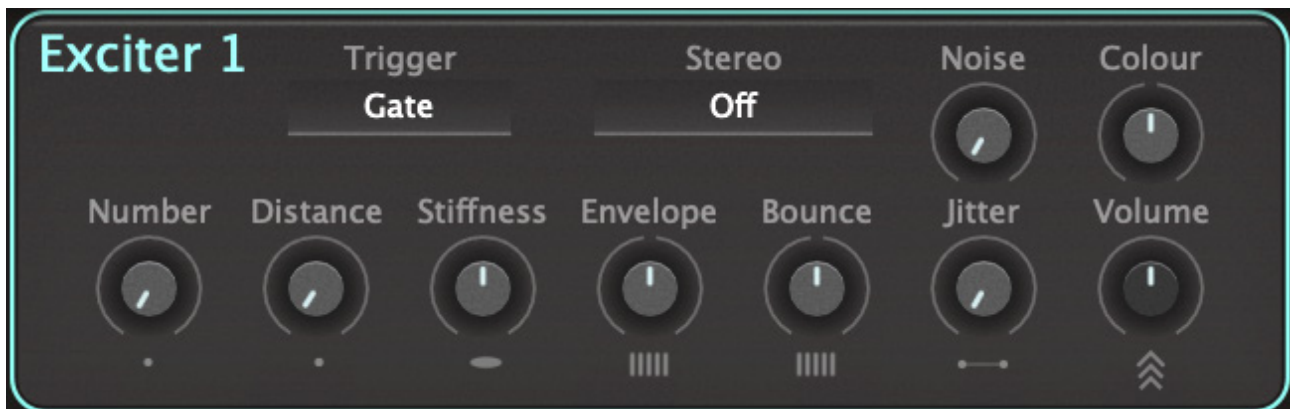 Exciter 1
Trigger
Stereo
Noise
Colour
Gate
Off
Number
Distance
Stiffness
Envelope
Bounce
Jitter
Volume